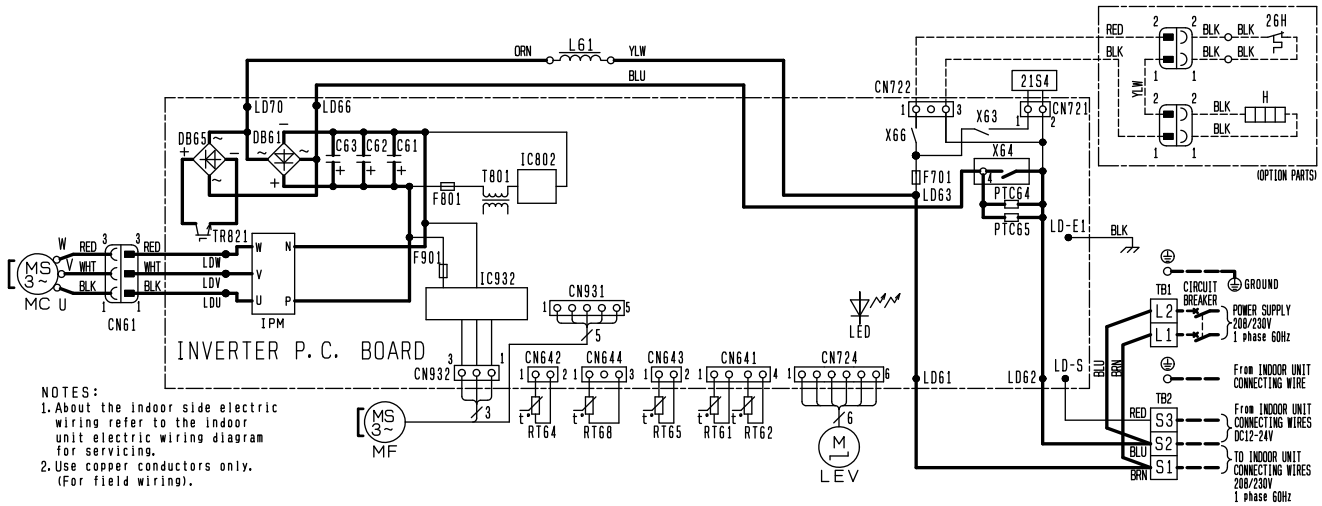 2 2
RED
BLK
BLK BLK
BLK BLK
26H
1 1
YLW
2 2
BLK
H
BLK
1 1
(OPTION PARTS)
ORN L61 YLW
BLU
CN722
21S4
1 3
CN721
1 2
X63
X66
X64
4
F701
LD63
PTC64
PTC65
LD-E1
BLK
LD70 LD66
DB65 ~
+ −
~
DB61 −
~ ~
+
C63 C62 C61
+ + +
IC802
T801
F801
TR821
F901
IC932
W
V
U
MS
3~
MC
3 3
RED RED
WHT WHT
BLK BLK
1 1
CN61
LDW
LDV
LDU
W N
V
U P
IPM
CN931
1 5
5
LED
INVERTER P.C. BOARD
3 1
CN932
3
MS
3~
MF
CN642
1 2
t°
RT64
CN644
1 3
t°
RT68
CN643
1 2
t°
RT65
CN641
1 4
t° t°
RT61 RT62
CN724
1 6
6
M
LEV
LD61 LD62
LD-S
GROUND
TB1
CIRCUIT
BREAKER
L2
L1
POWER SUPPLY
208/230V
1 phase 60Hz
BLU
BRN
From INDOOR UNIT
CONNECTING WIRE
TB2
RED
S3
BLU
S2
BRN
S1
From INDOOR UNIT
CONNECTING WIRES
DC12-24V
TO INDOOR UNIT
CONNECTING WIRES
208/230V
1 phase 60Hz
NOTES:
1. About the indoor side electric
wiring refer to the indoor
unit electric wiring diagram
for servicing.
2. Use copper conductors only.
(For field wiring).